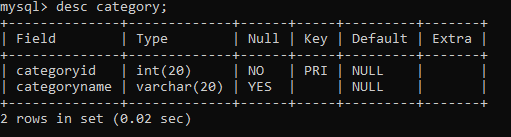 mysql> desc category;
+--------------+-------------+------+-----+---------+-------+
| Field        | Type        | Null | Key | Default | Extra |
+--------------+-------------+------+-----+---------+-------+
| categoryid   | int(20)     | NO   | PRI | NULL    |       |
| categoryname | varchar(20) | YES  |     | NULL    |       |
+--------------+-------------+------+-----+---------+-------+
2 rows in set (0.02 sec)